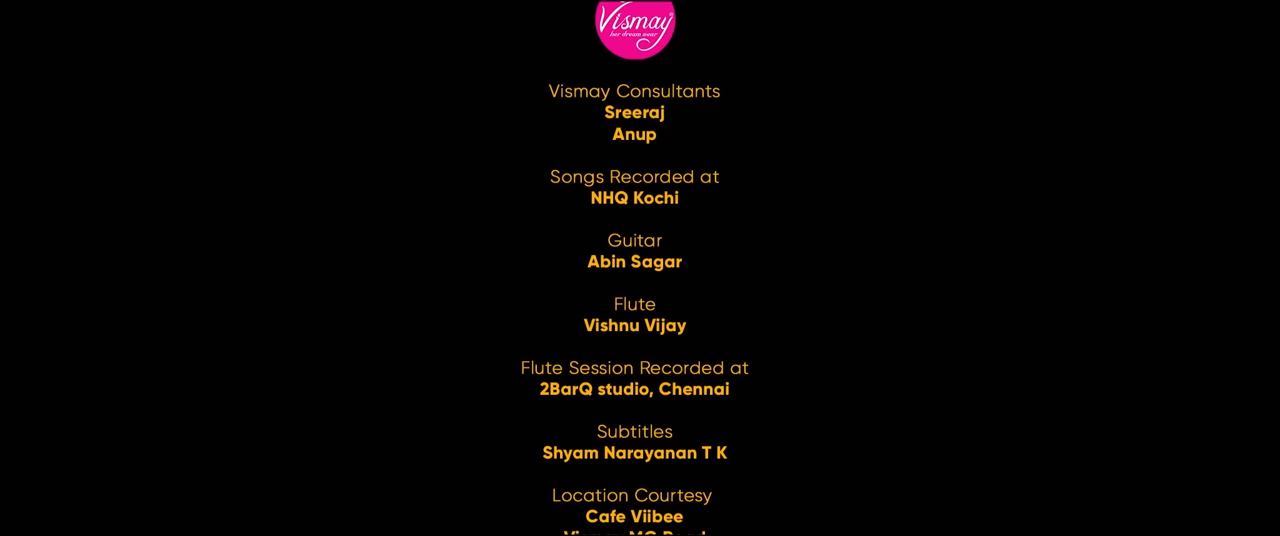 Vismay
her dream wear
Vismay Consultants
Sreeraj
Anup
Songs Recorded at
NHQ Kochi
Guitar
Abin Sagar
Flute
Vishnu Vijay
Flute Session Recorded at
2BarQ studio, Chennai
Subtitles
Shyam Narayanan T K
Location Courtesy
Cafe Viibee